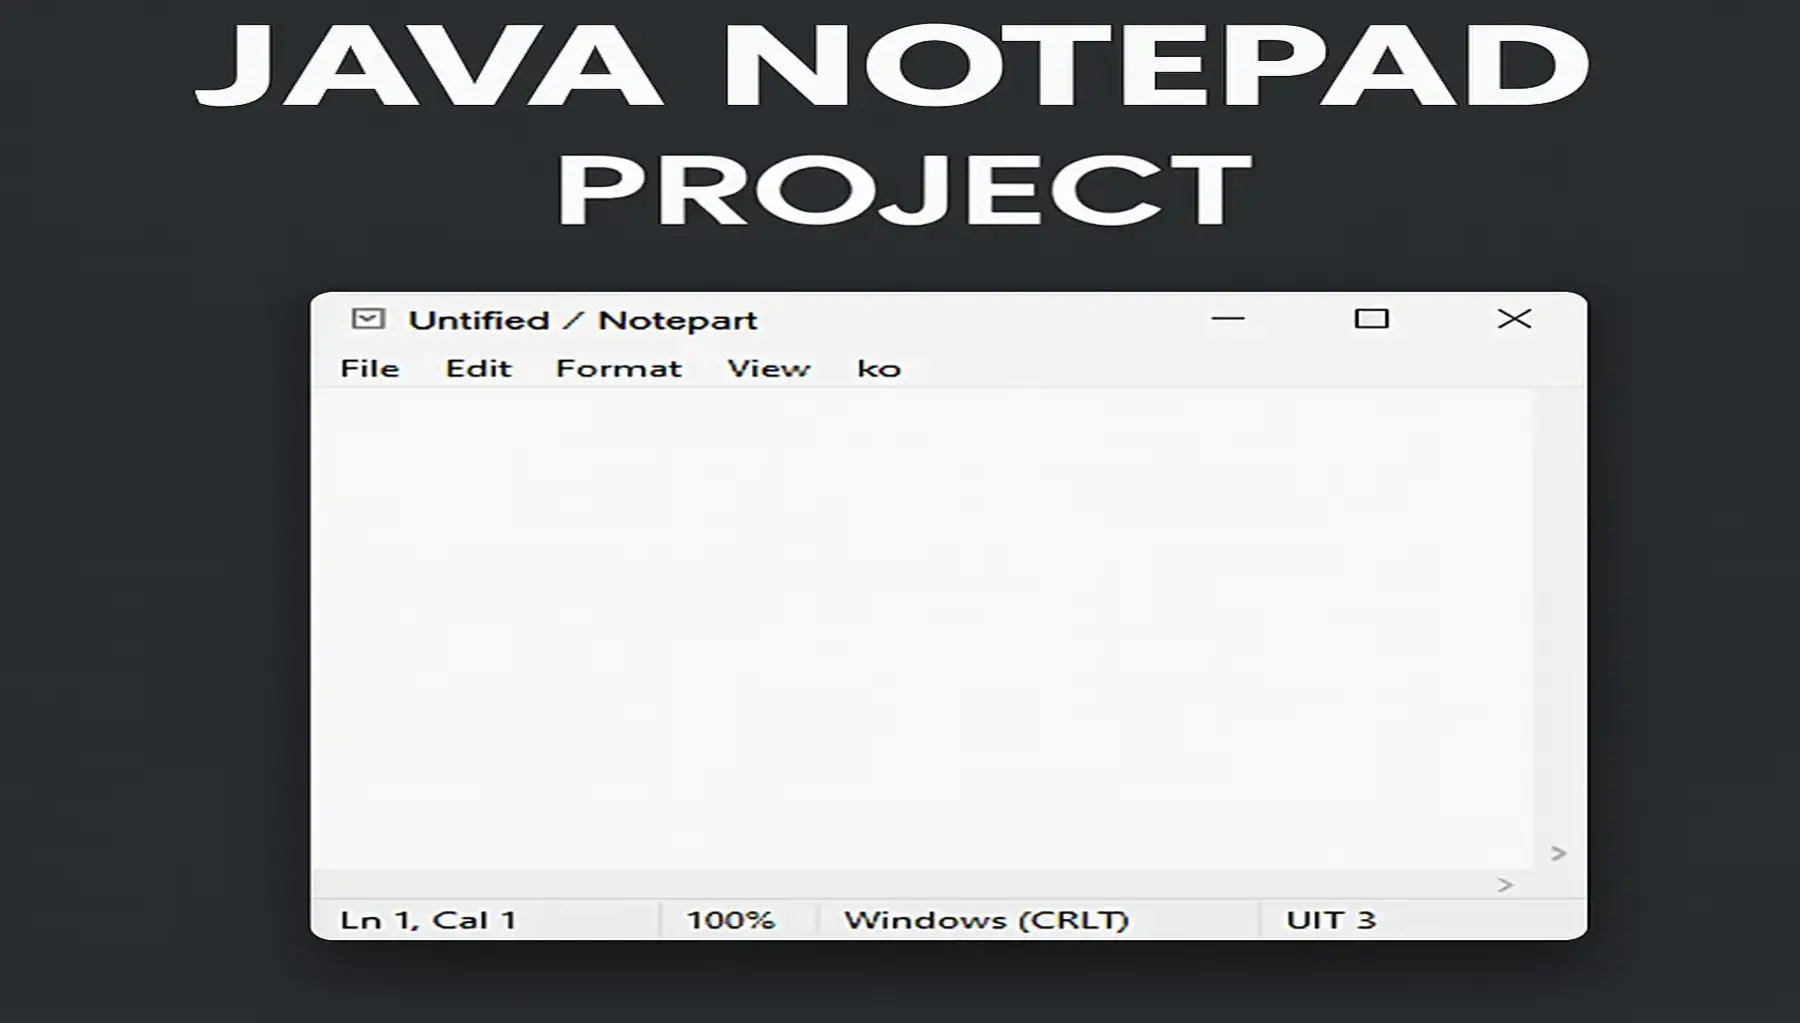 JAVA NOTEPAD
PROJECT
Untified / Notepart
File Edit Format View ko
Ln 1, Cal 1 100% Windows (CRLT) UIT 3